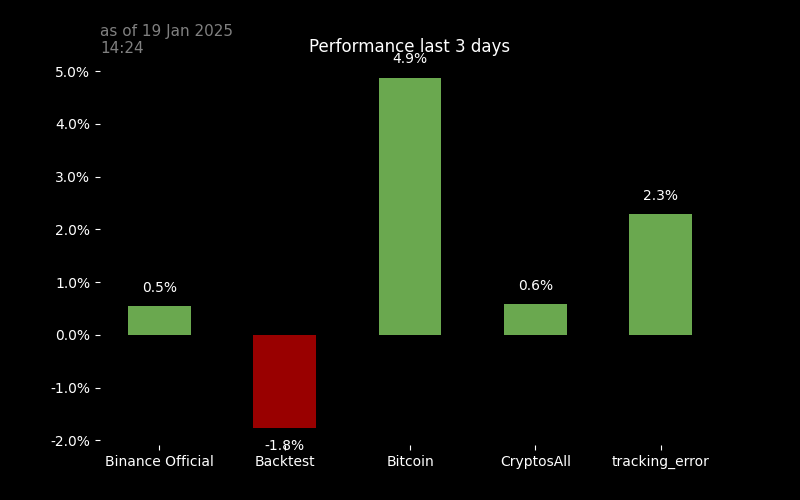 as of 19 Jan 2025
14:24
Performance last 3 days
5.0%
4.0%
3.0%
2.0%
1.0%
0.0%
-1.0%
-2.0%
0.5%
-1.8%
4.9%
0.6%
2.3%
Binance Official
Backtest
Bitcoin
CryptosAll
tracking_error